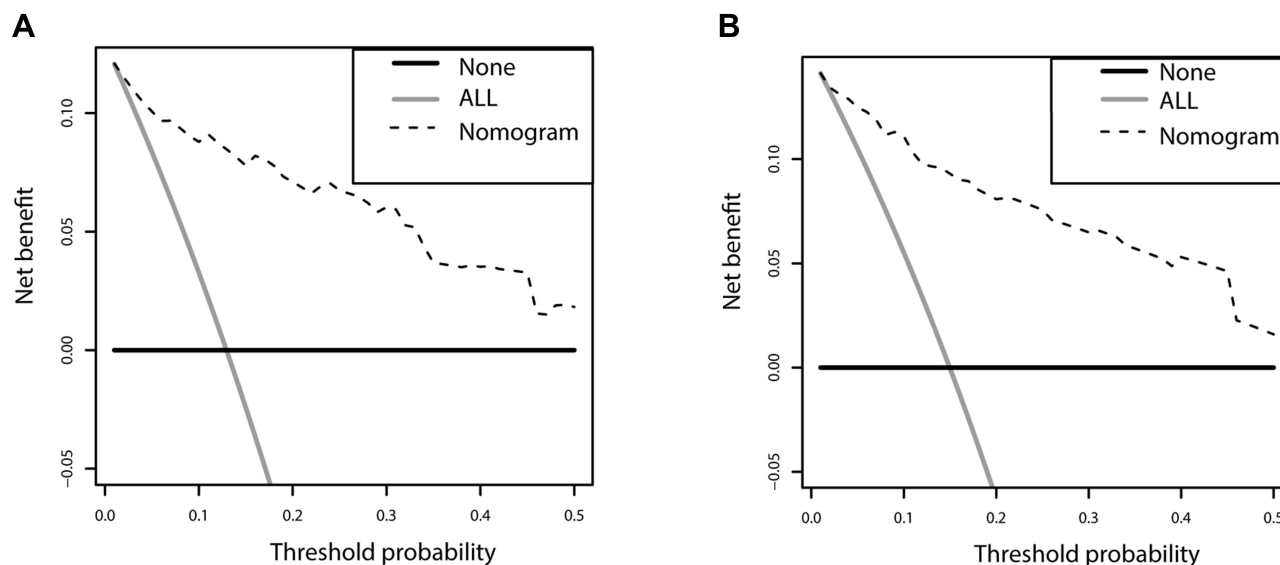 A
None
ALL
Nomogram
Net benefit
0.10
0.05
0.00
−0.05
0.0 0.1 0.2 0.3 0.4 0.5
Threshold probability
B
None
ALL
Nomogram
Net benefit
0.10
0.05
0.00
−0.05
0.0 0.1 0.2 0.3 0.4 0.5
Threshold probability